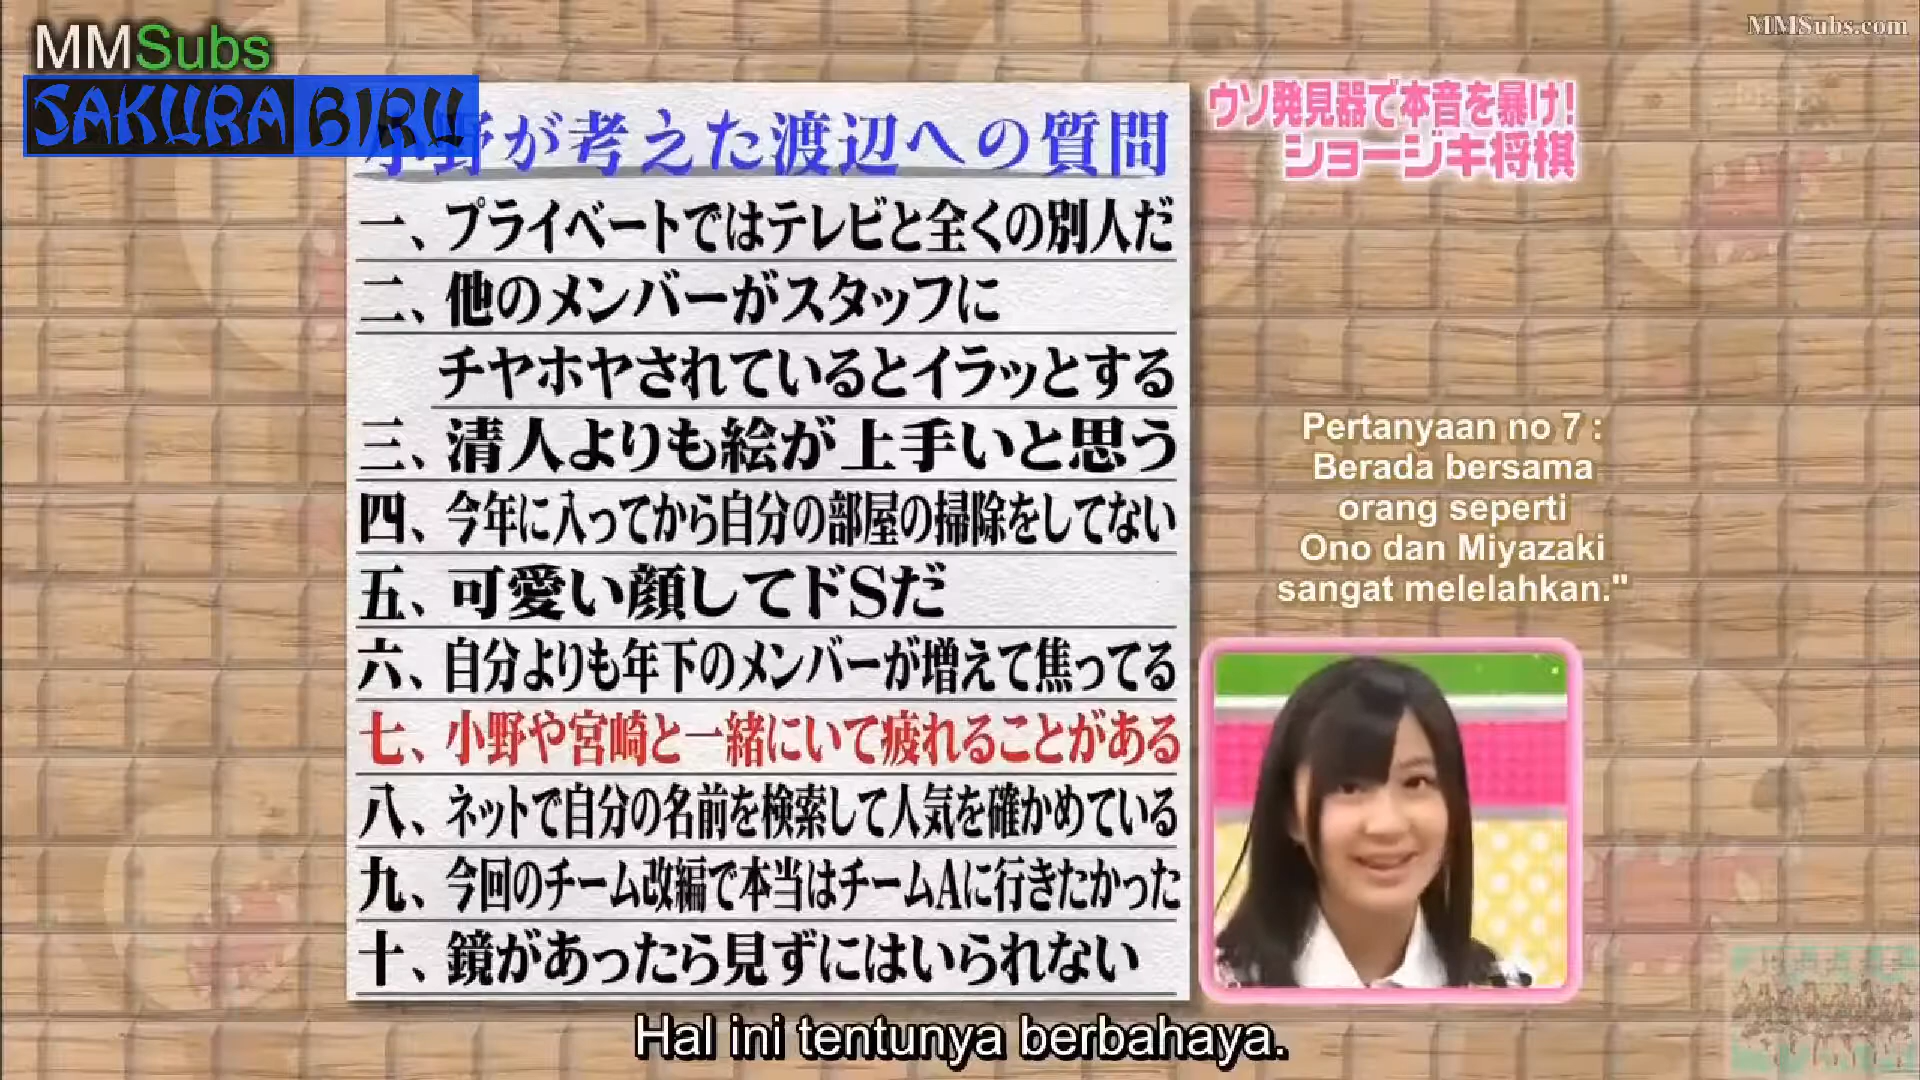 MMSubs
MMSubs.com
SAKURA BIRU
小野が考えた渡辺への質問
ウソ発見器で本音を暴け!
ショージキ将棋
一、プライベートではテレビと全くの別人だ
二、他のメンバーがスタッフに
チヤホヤされているとイラッとする
三、清人よりも絵が上手いと思う
四、今年に入ってから自分の部屋の掃除をしてない
五、可愛い顔してドSだ
六、自分よりも年下のメンバーが増えて焦ってる
七、小野や宮崎と一緒にいて疲れることがある
八、ネットで自分の名前を検索して人気を確かめている
九、今回のチーム改編で本当はチームAに行きたかった
十、鏡があったら見ずにはいられない
Pertanyaan no 7 :
Berada bersama
orang seperti
Ono dan Miyazaki
sangat melelahkan."
Hal ini tentunya berbahaya.